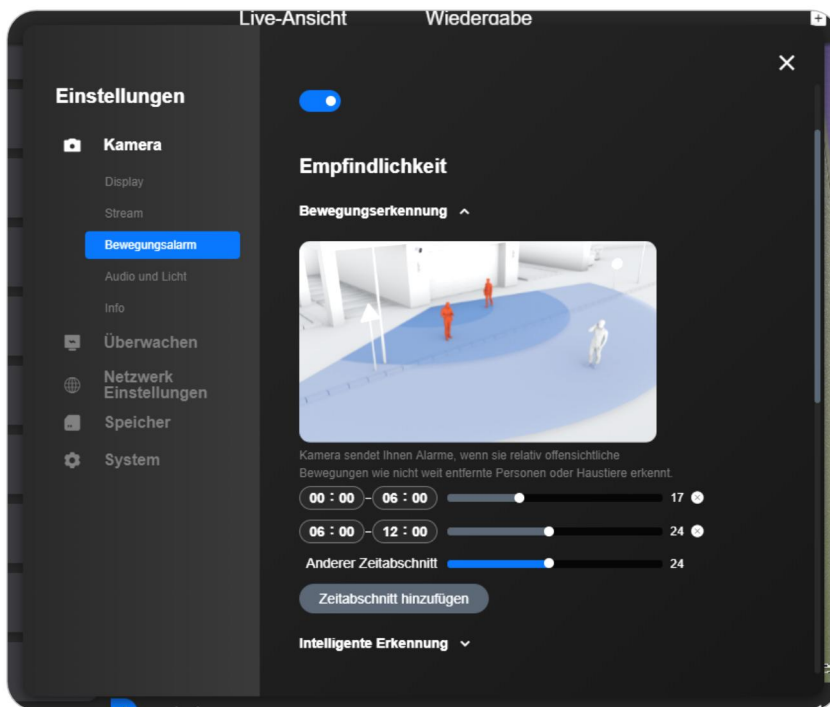 Live-Ansicht Wiedergabe
Einstellungen
Kamera
Display
Stream
Bewegungsalarm
Audio und Licht
Info
Überwachen
Netzwerk
Einstellungen
Speicher
System
Empfindlichkeit
Bewegungserkennung
Kamera sendet Ihnen Alarme, wenn sie relativ offensichtliche
Bewegungen wie nicht weit entfernte Personen oder Haustiere erkennt.
00 : 00 - 06 : 00 17
06 : 00 - 12 : 00 24
Anderer Zeitabschnitt 24
Zeitabschnitt hinzufügen
Intelligente Erkennung